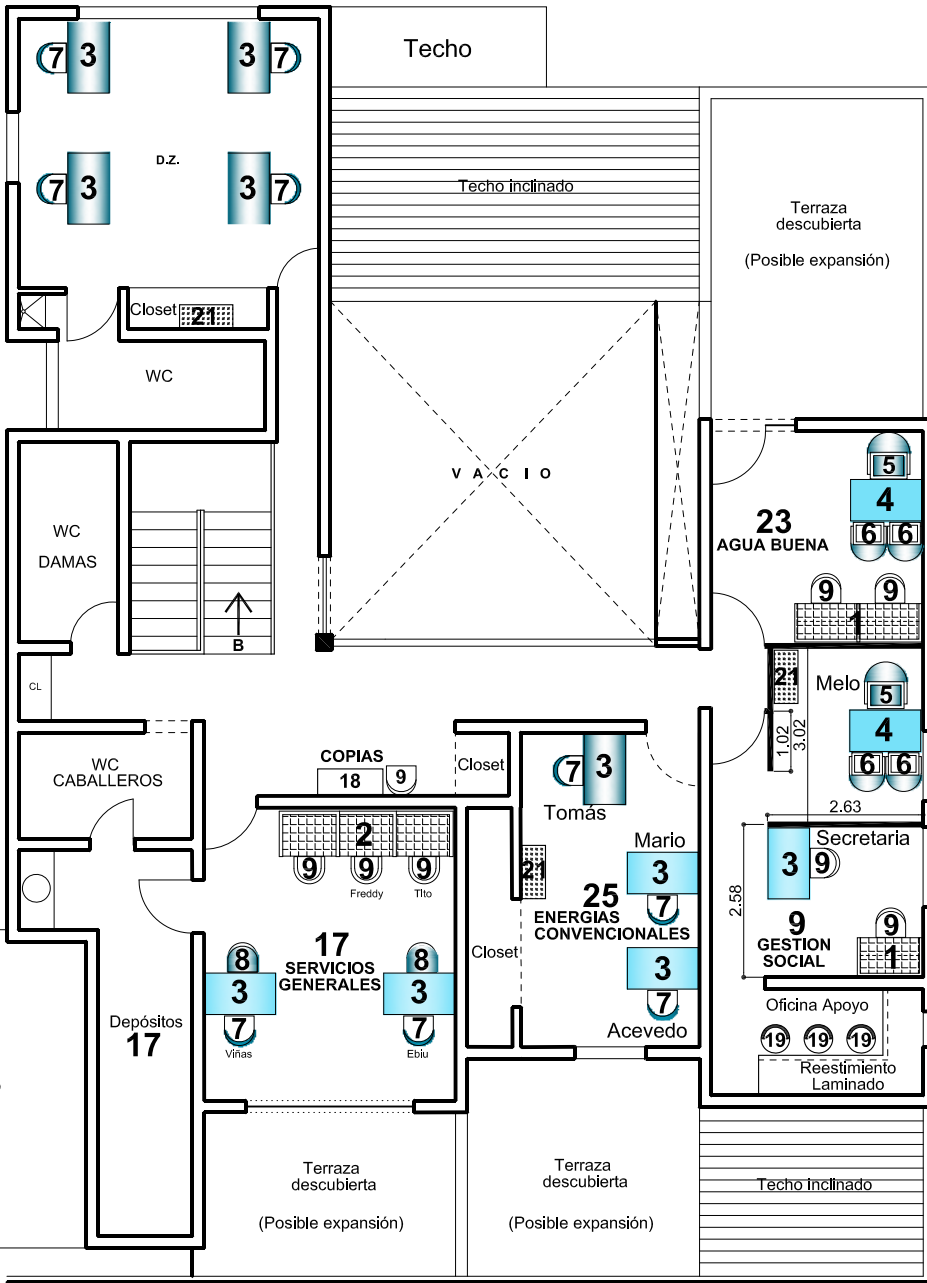 Techo
7 3 3 7
D.Z.
7 3 3 7
Techo inclinado
Terraza
descubierta
(Posible expansión)
Closet 21
WC
V A C I O
5
4
6 6
23
AGUA BUENA
9 9
1
WC
DAMAS
B
CL
21
Melo
5
4
6 6
1.02
3.02
2.63
WC
CABALLEROS
COPIAS
18 9
Closet
7 3
Tomás
2
9 9 9
Freddy TIto
21
Mario
3
7
25
ENERGIAS
CONVENCIONALES
3
7
Acevedo
Closet
Secretaria
3 9
2.58
9
GESTION
SOCIAL
9
1
17
SERVICIOS
GENERALES
8 8
3 3
7 7
Viñas Ebiu
Depósitos
17
Oficina Apoyo
19 19 19
Reestimiento
Laminado
Terraza
descubierta
(Posible expansión)
Terraza
descubierta
(Posible expansión)
Techo inclinado